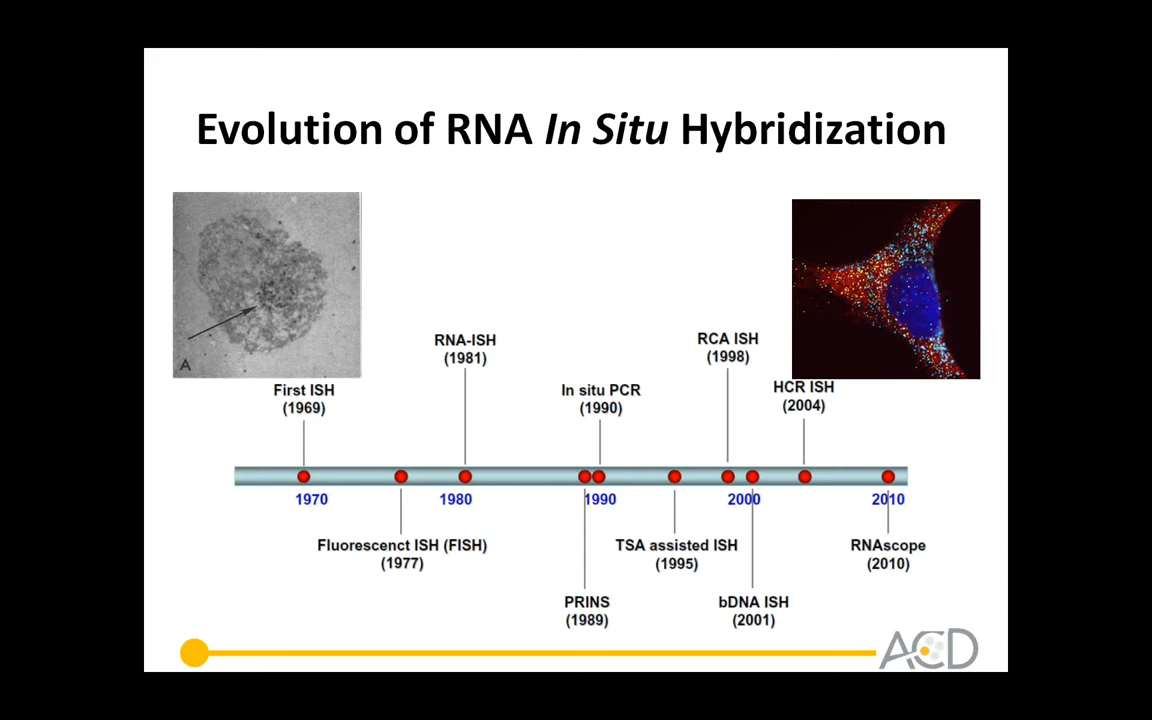 Evolution of RNA In Situ Hybridization
A
First ISH
(1969)
RNA-ISH
(1981)
In situ PCR
(1990)
RCA ISH
(1998)
HCR ISH
(2004)
1970
1980
1990
2000
2010
Fluorescenct ISH (FISH)
(1977)
PRINS
(1989)
TSA assisted ISH
(1995)
bDNA ISH
(2001)
RNAscope
(2010)
ACD